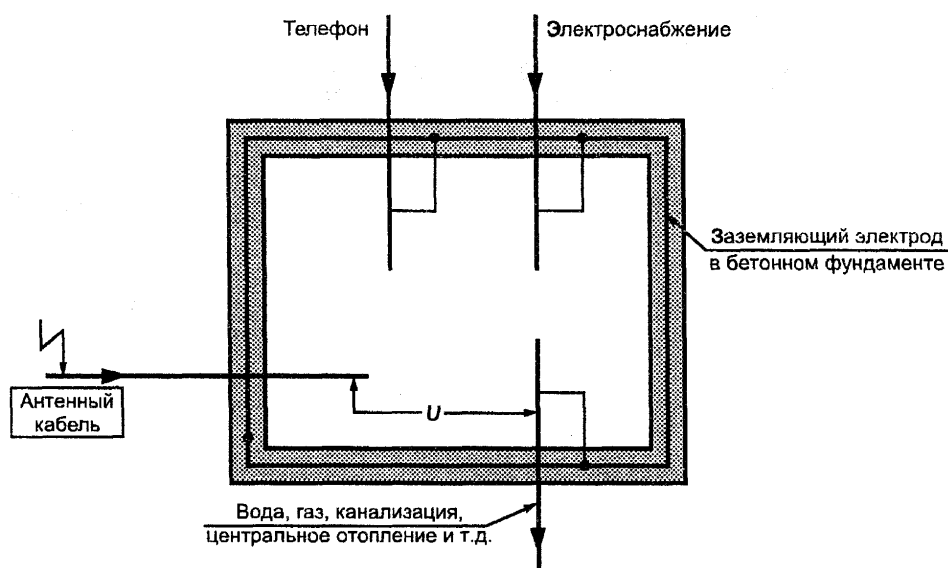 Телефон
Электроснабжение
Заземляющий электрод
в бетонном фундаменте
Антенный
кабель
U
Вода, газ, канализация,
центральное отопление и т.д.